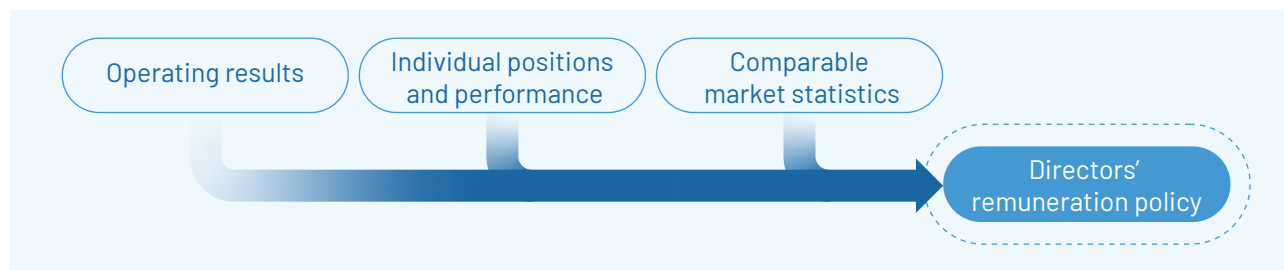 Operating results
Individual positions
and performance
Comparable
market statistics
Directors’
remuneration policy